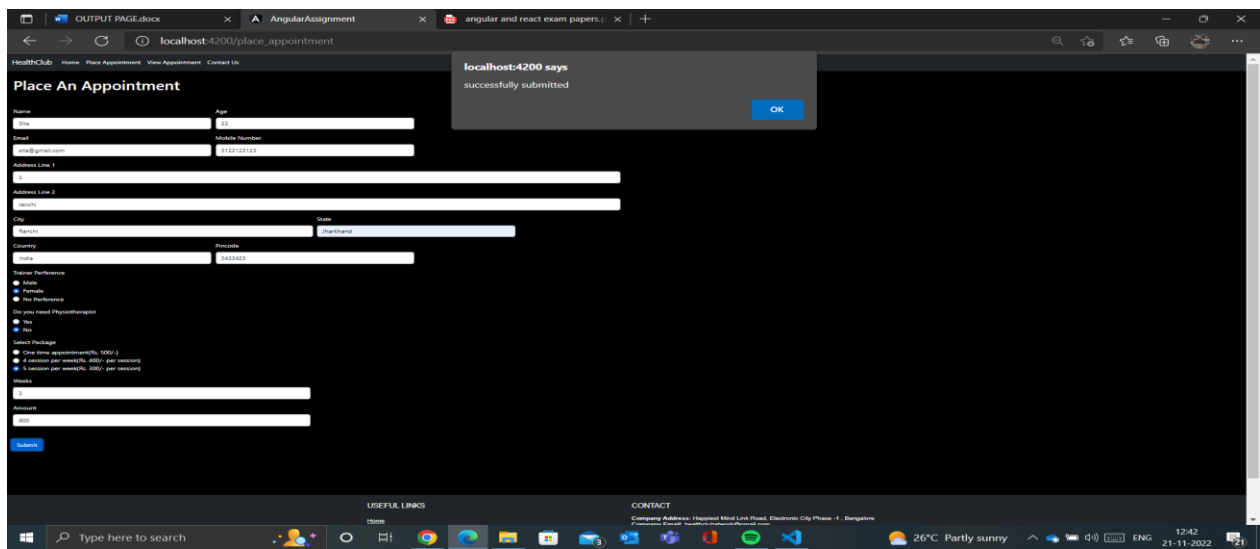 OUTPUT PAGE.docx
AngularAssignment
angular and react exam papers.p
localhost:4200/place_appointment
HealthClub Home Place Appointment View Appointment Contact Us
localhost:4200 says
successfully submitted
OK
Place An Appointment
Name Age
Sita 22
Email Mobile Number
sita@gmail.com 3123123123
Address Line 1
S
Address Line 2
ranchi
City State
Ranchi Jharkhand
Country Pincode
India 3423423
Trainer Perference
Male
Female
No Perference
Do you need Physiotherapist
Yes
No
Select Package
One time appointment(Rs. 500/-)
4 session per week(Rs. 400/- per session)
5 session per week(Rs. 300/- per session)
Weeks
3
Amount
900
Submit
USEFUL LINKS CONTACT
Home Company Address: Happiest Mind Link Road, Electronic City Phase -1 , Bangalore
Company Email:
Type here to search
3
26°C Partly sunny
ENG
12:42
21-11-2022
21